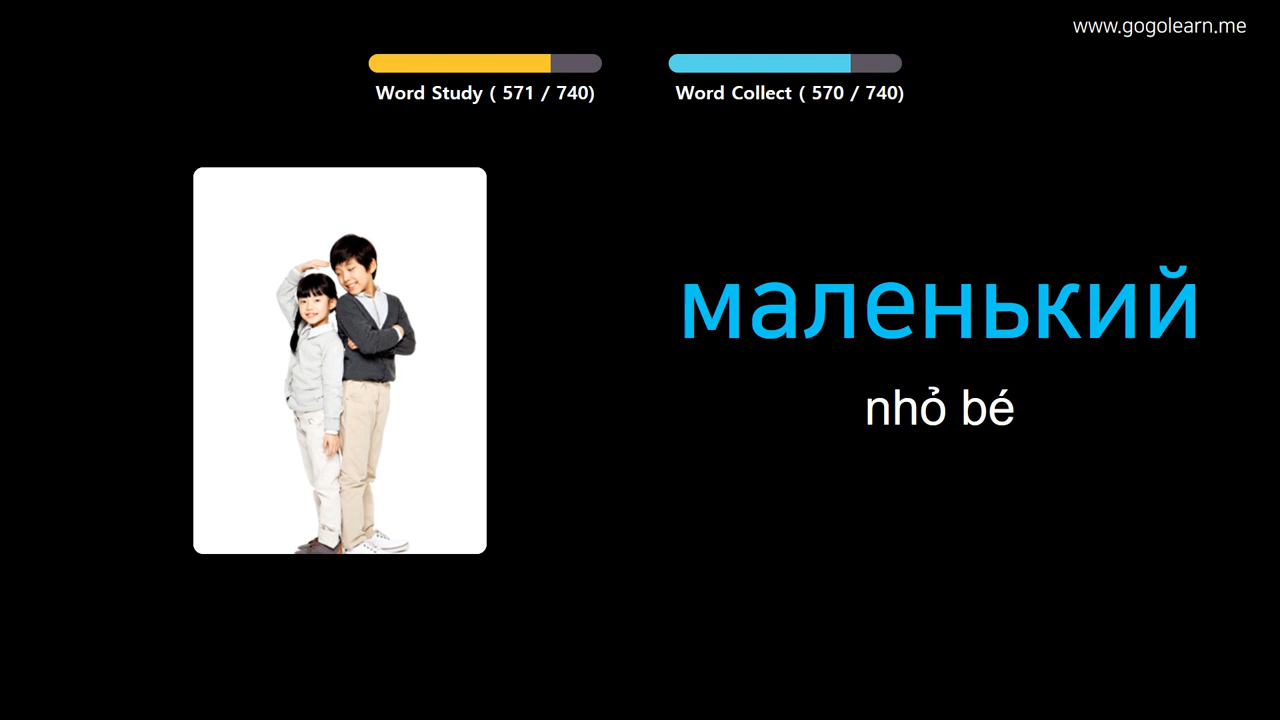 www.gogolearn.me
Word Study ( 571 / 740)
Word Collect ( 570 / 740)
маленький
nhỏ bé